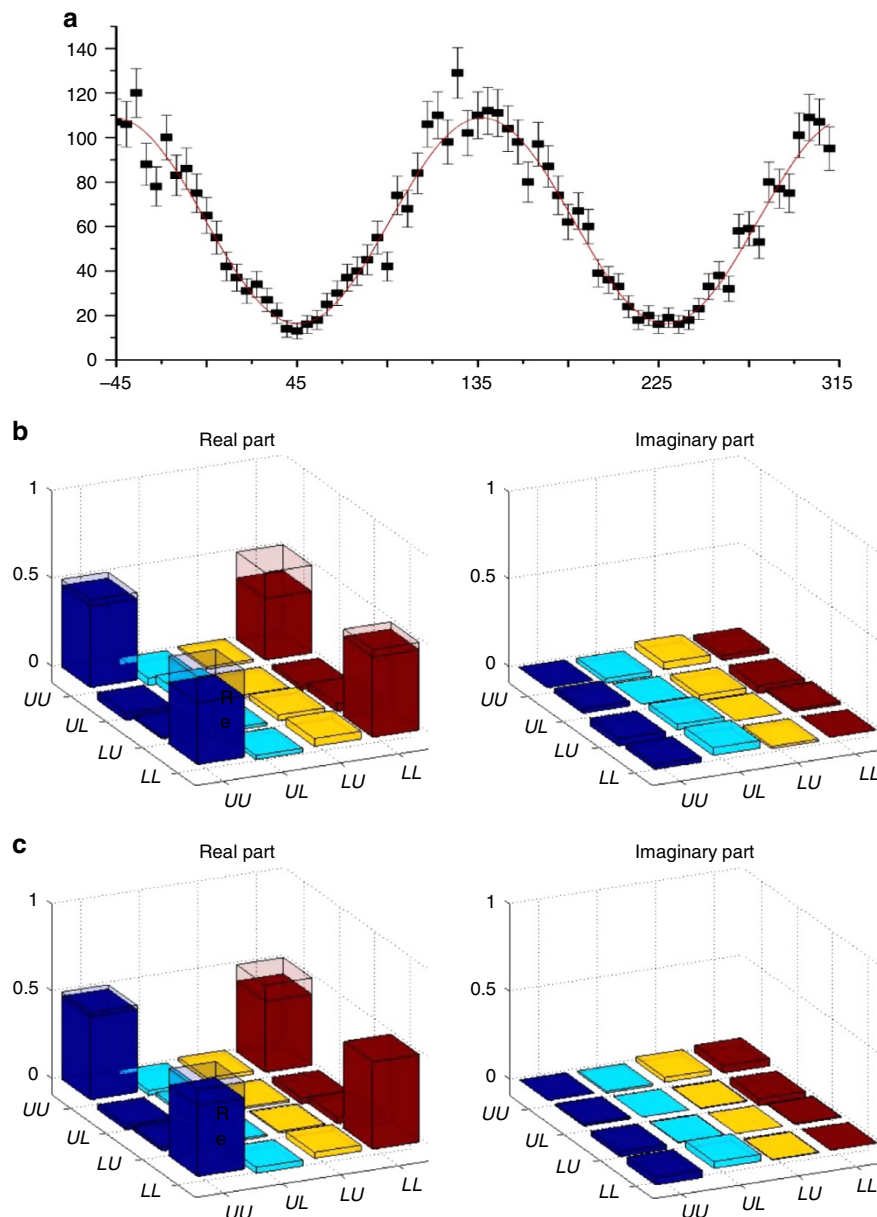 a
140
120
100
80
60
40
20
0
–45 45 135 225 315
b
Real part Imaginary part
1 1
0.5 0.5
0 0
R
e
UU UU
UL UL
LU LU
LL LL
UU UL LU LL UU UL LU LL
c
Real part Imaginary part
1 1
0.5 0.5
0 0
R
e
UU UU
UL UL
LU LU
LL LL
UU UL LU LL UU UL LU LL